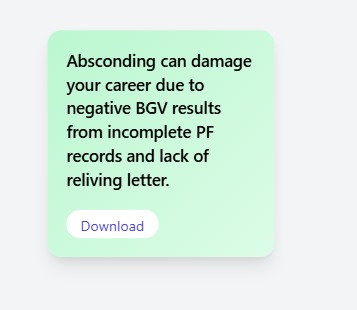 Absconding can damage
your career due to
negative BGV results
from incomplete PF
records and lack of
reliving letter.
Download